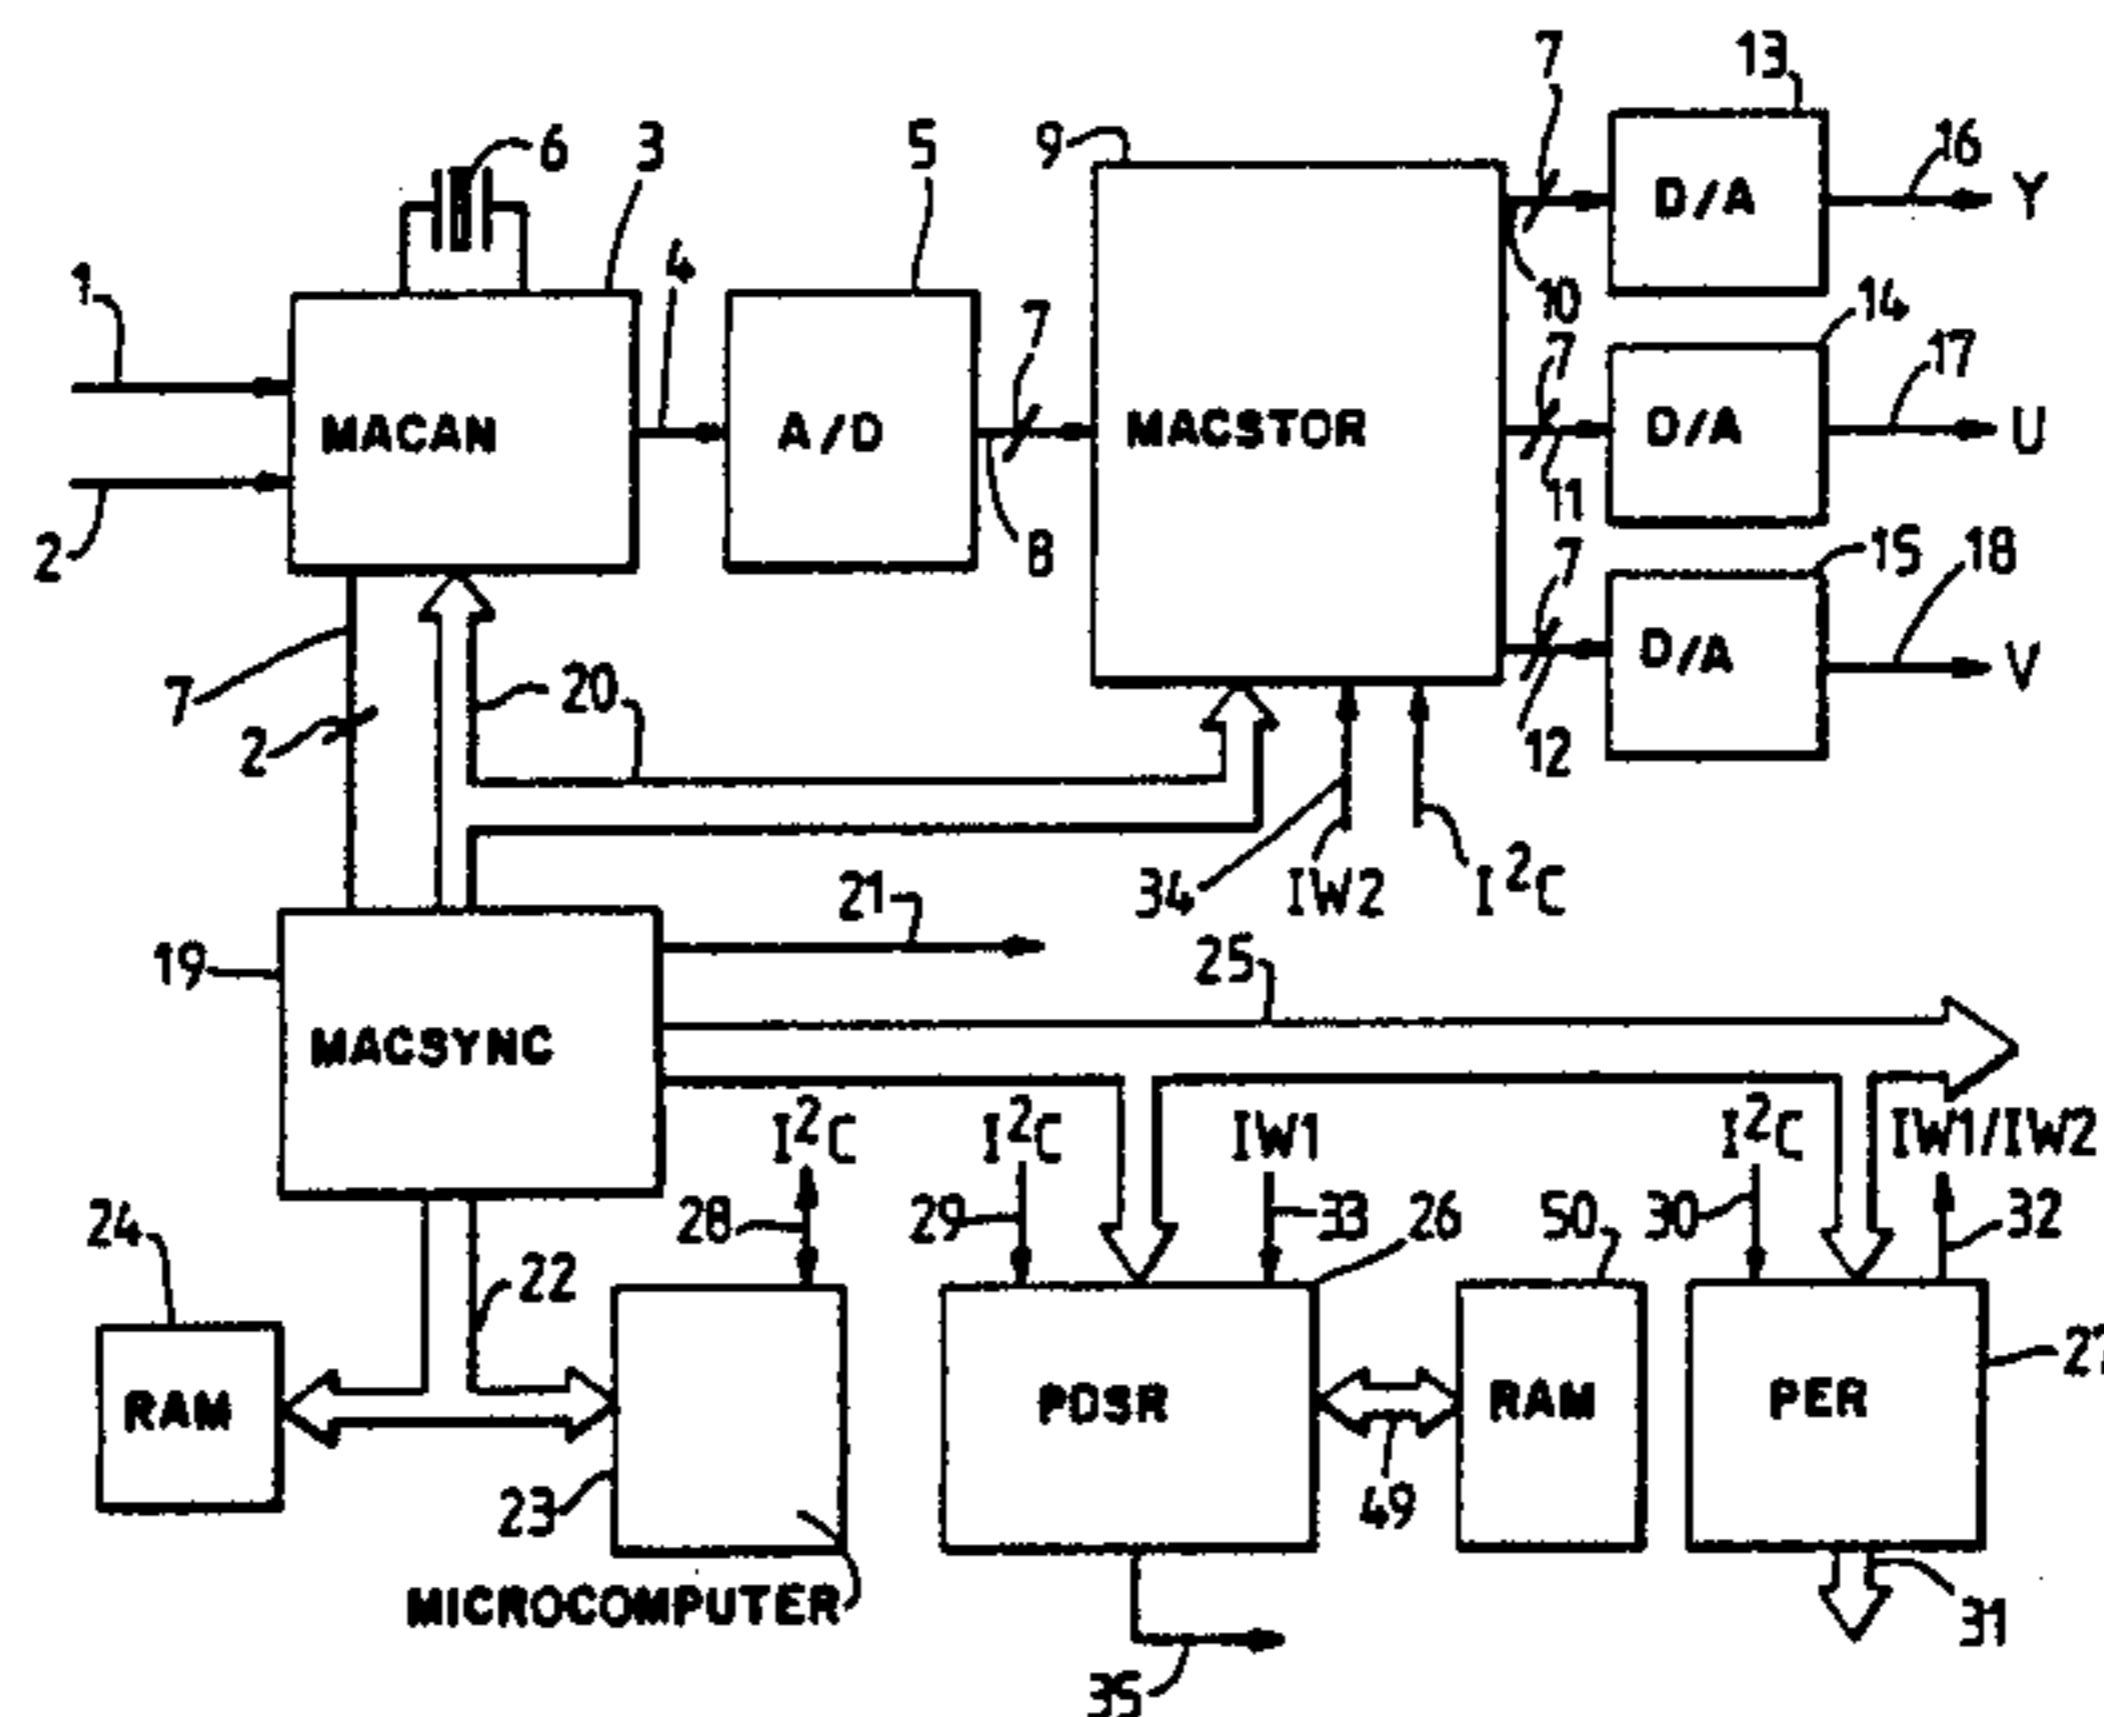 7 13
6 3 5 9 D/A 16 Y
1 4 7 10 14
MACAN A/D MACSTOR 7 D/A 17 U
2 8 11
7 15 18
7 20 D/A V
2 12
34 IW2 I²C
21
19 25
MACSYNC
I²C I²C IW1 I²C IW1/IW2
24 28 29 33 26 50 30 32
22
RAM PDSR RAM PER
23 49
MICROCOMPUTER 31
35